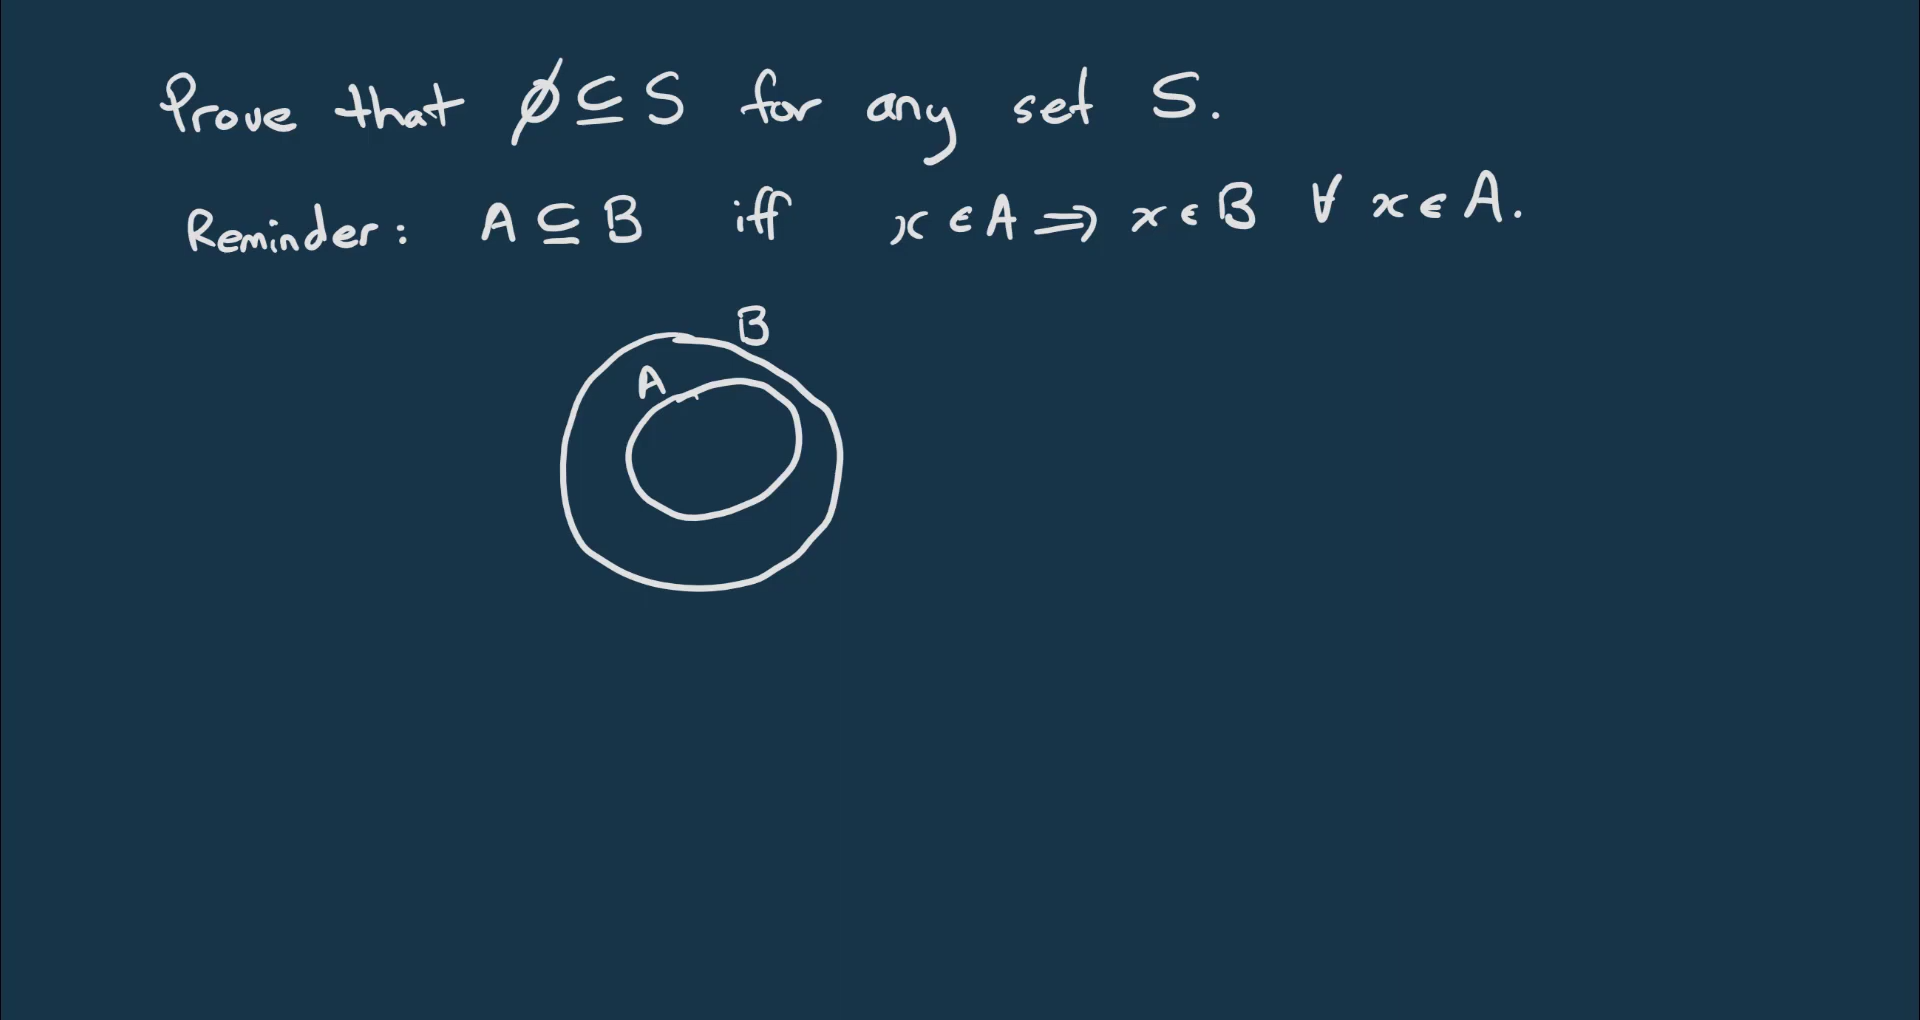 Prove that ∅ ⊆ S for any set S.
Reminder: A ⊆ B iff x ∈ A ⇒ x ∈ B ∀ x ∈ A.
B
A